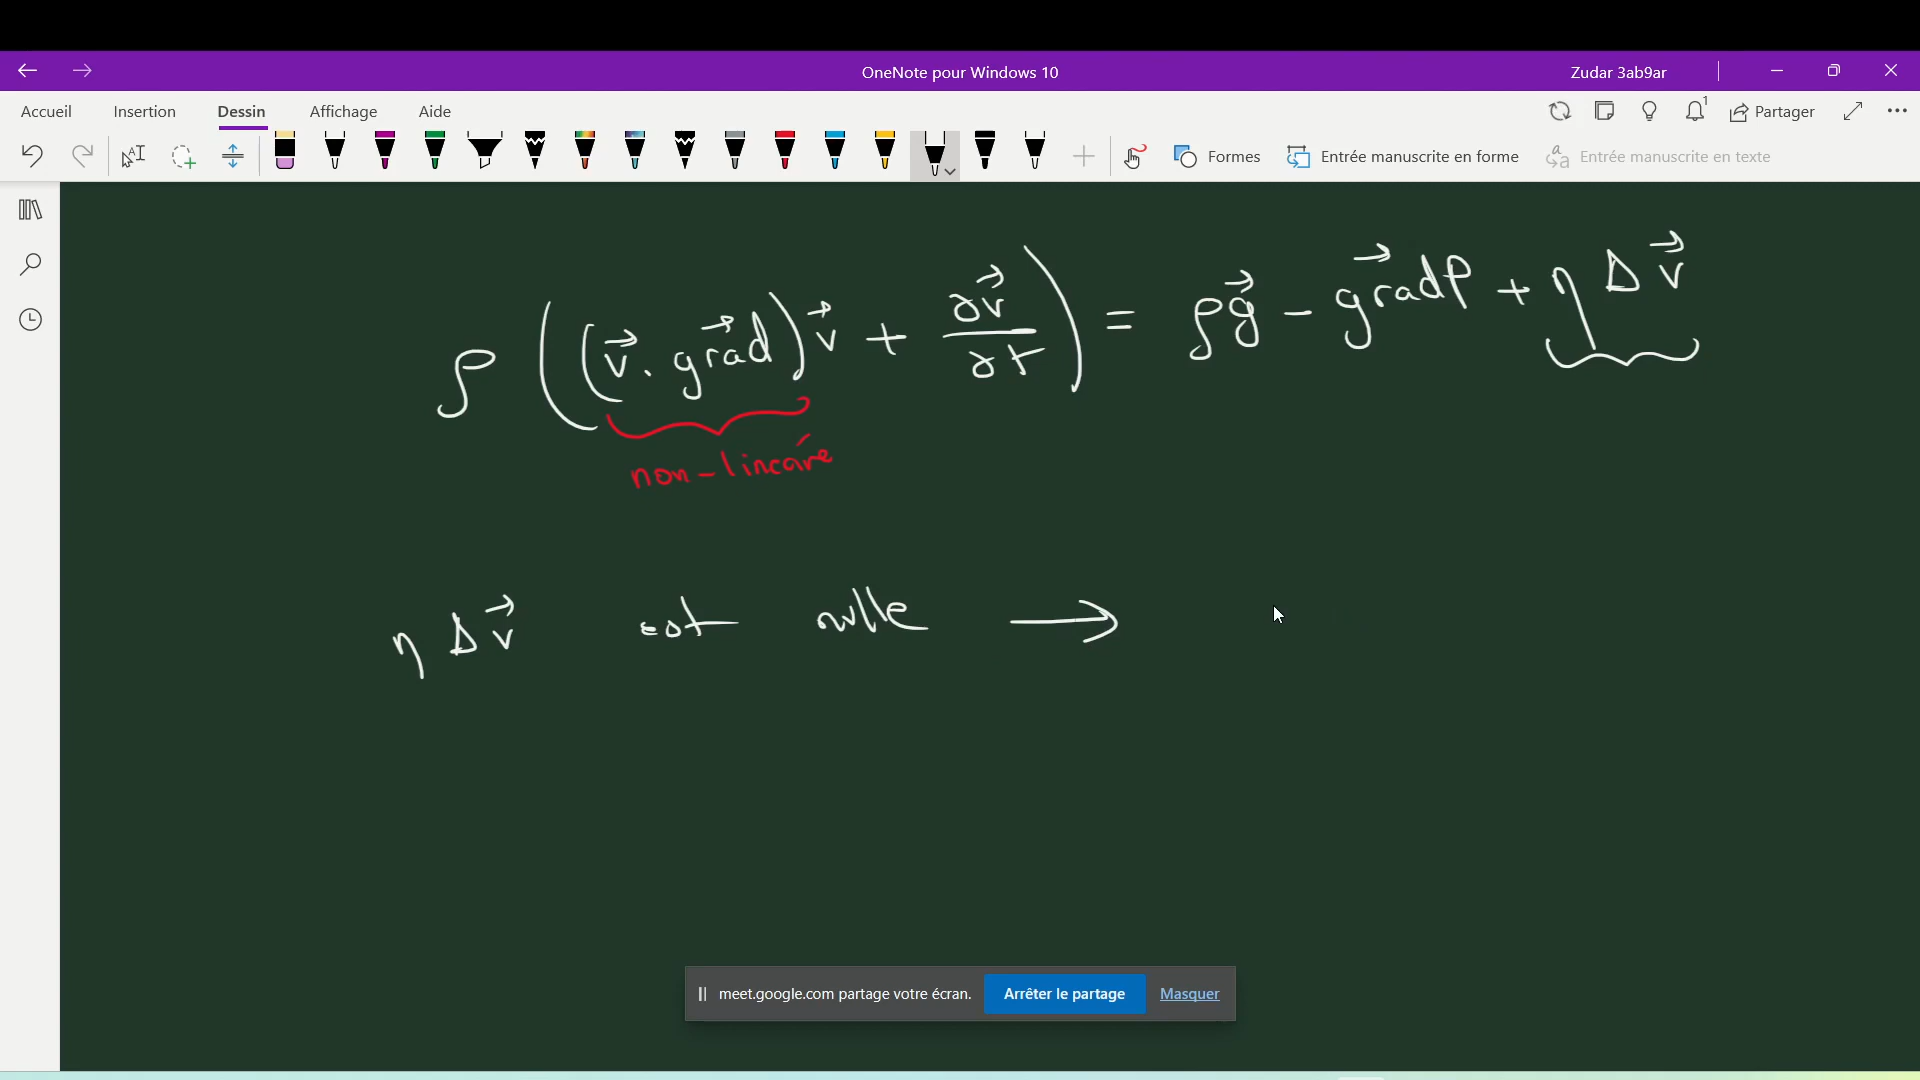 OneNote pour Windows 10
Zudar 3ab9ar
Accueil Insertion Dessin Affichage Aide
1
Partager
Formes
Entrée manuscrite en forme
Entrée manuscrite en texte
ρ ((v⃗ . grad⃗) v⃗ + ∂v⃗/∂t) = ρg⃗ − grad⃗ P + η Δ v⃗
non-linéaire
η Δ v⃗ est nulle →
meet.google.com partage votre écran. Arrêter le partage Masquer